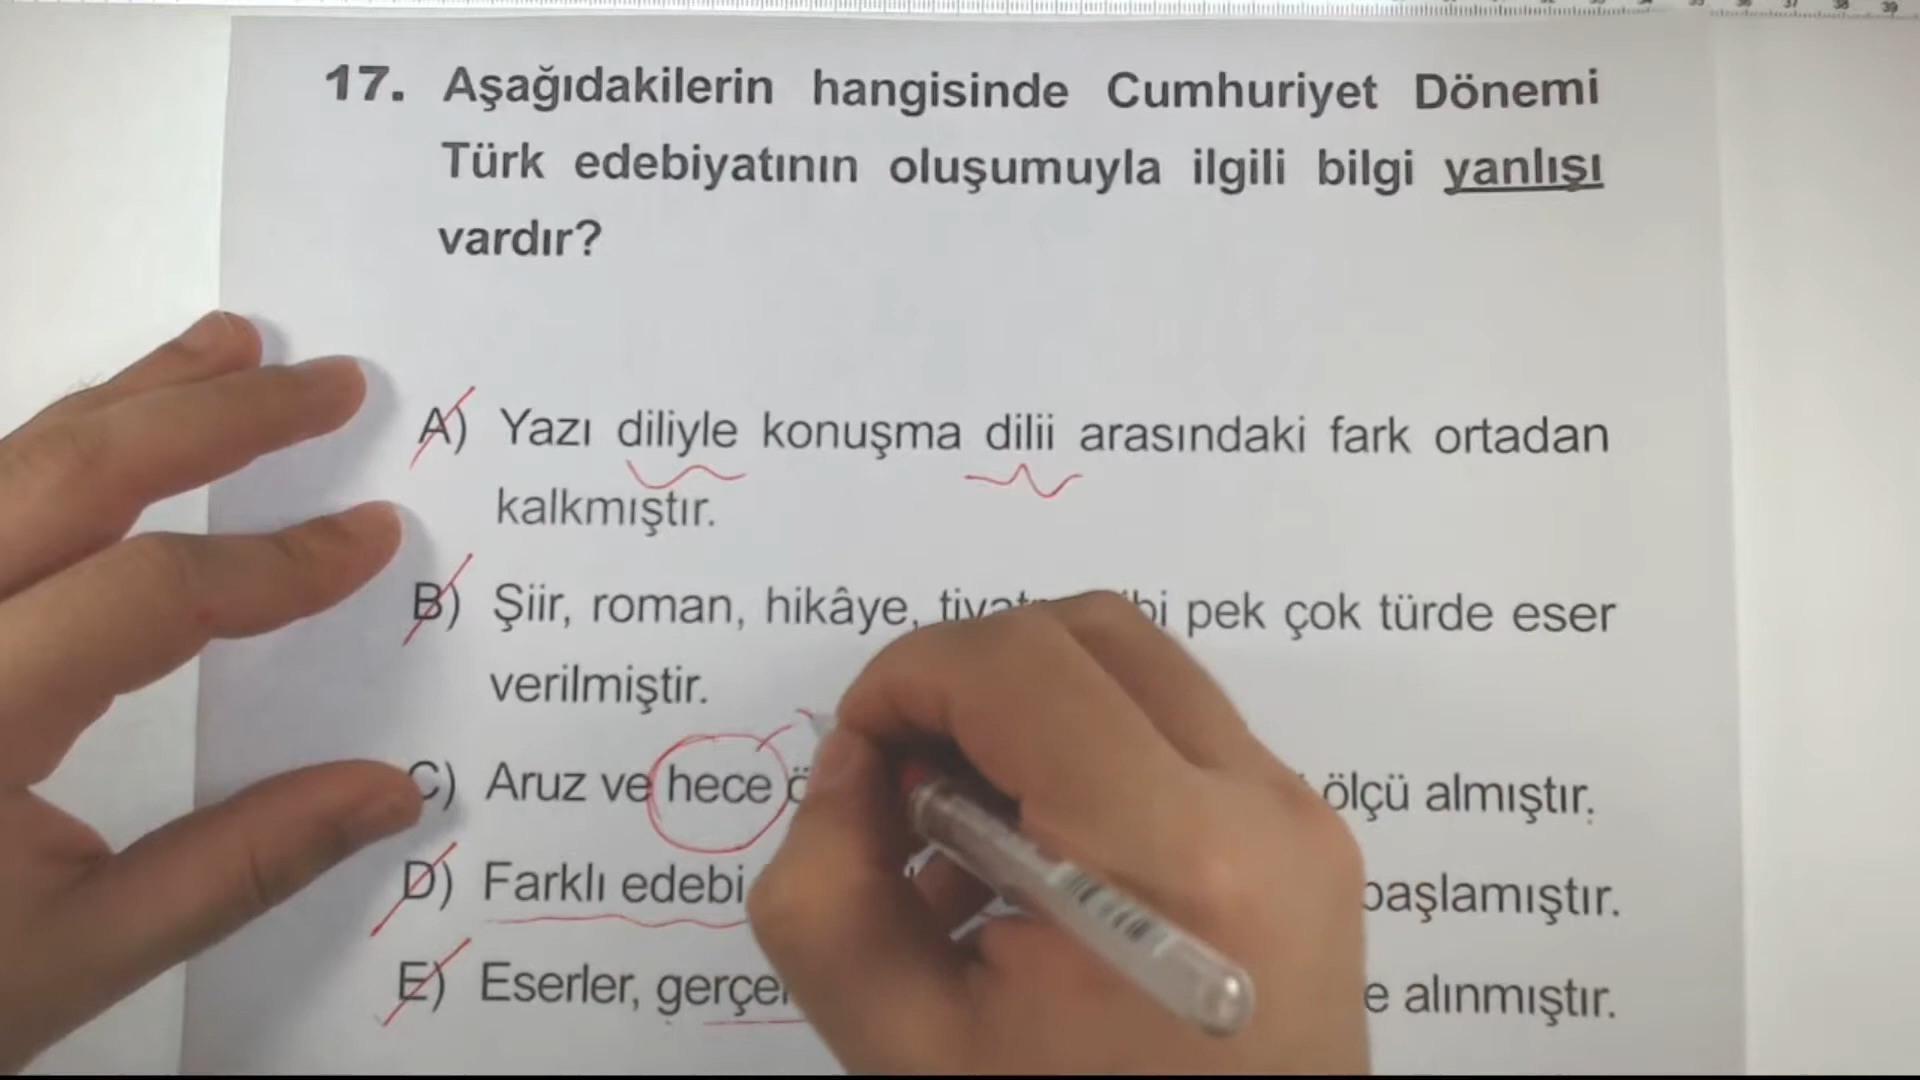 17. Aşağıdakilerin hangisinde Cumhuriyet Dönemi
Türk edebiyatının oluşumuyla ilgili bilgi yanlışı
vardır?
A) Yazı diliyle konuşma dilii arasındaki fark ortadan
kalkmıştır.
B) Şiir, roman, hikâye, pek çok türde eser
verilmiştir.
C) Aruz ve hece ölçü almıştır.
D) Farklı edebi başlamıştır.
E) Eserler, alınmıştır.